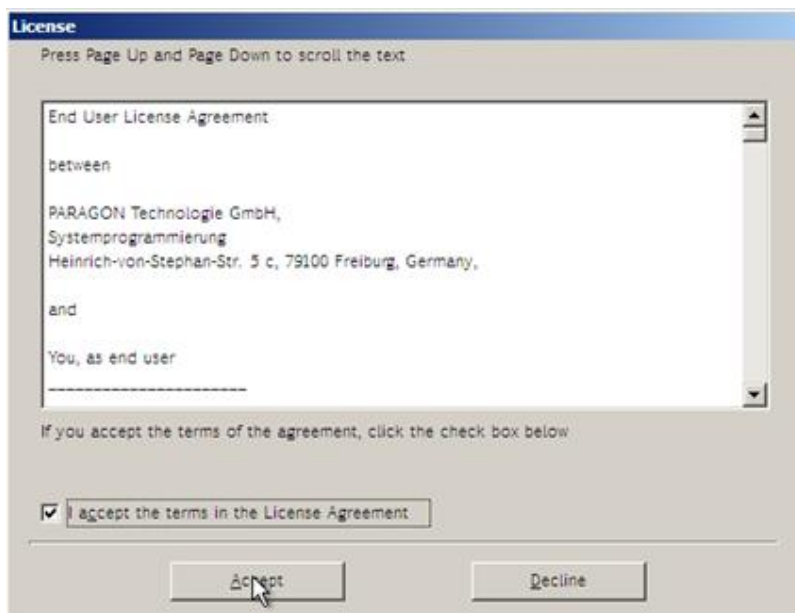 License
Press Page Up and Page Down to scroll the text
End User License Agreement
between
PARAGON Technologie GmbH,
Systemprogrammierung
Heinrich-von-Stephan-Str. 5 c, 79100 Freiburg, Germany,
and
You, as end user
----------------------
If you accept the terms of the agreement, click the check box below
I accept the terms in the License Agreement
Accept
Decline